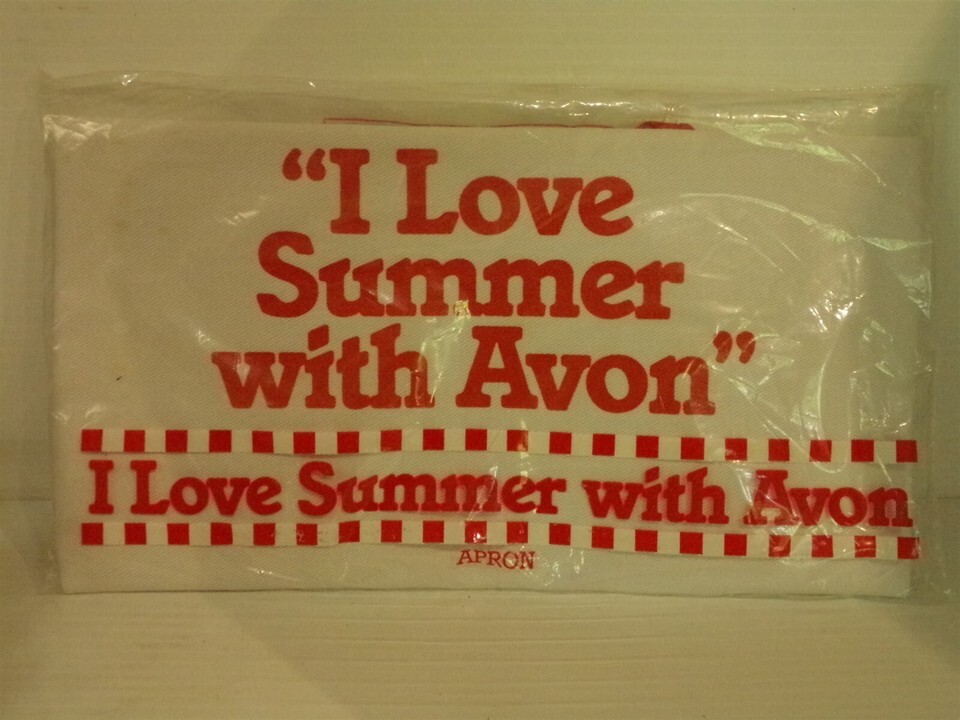 “I Love
Summer
with Avon”
I Love Summer with Avon
APRON